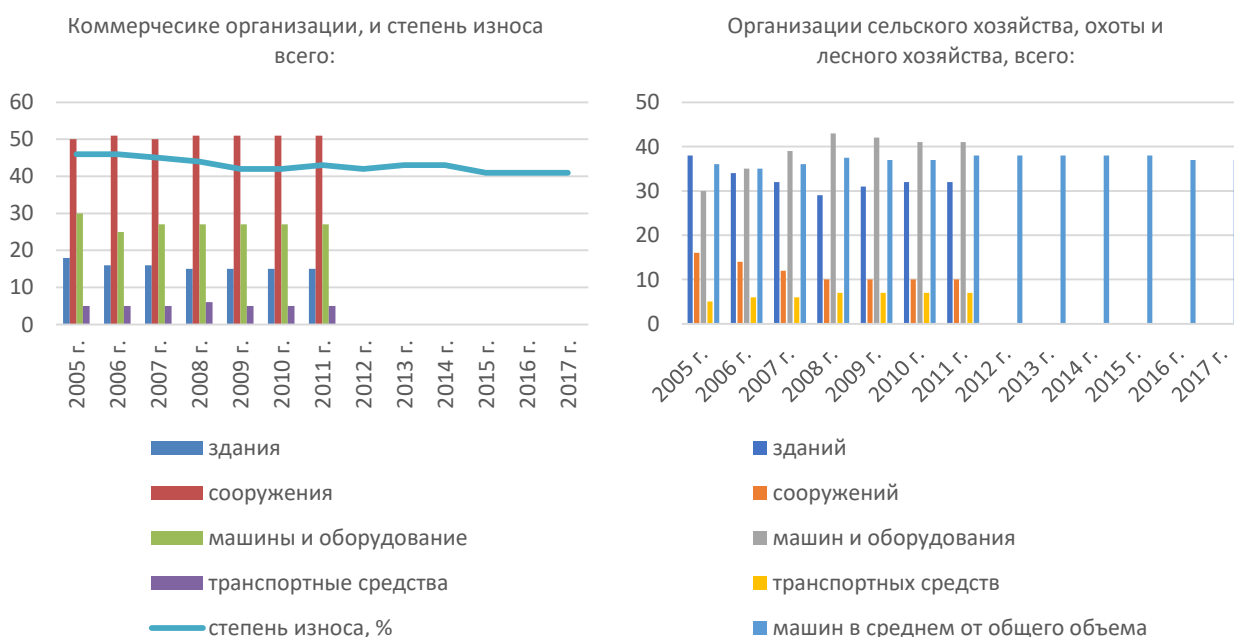 Коммерчесике организации, и степень износа
всего:
60
50
40
30
20
10
0
2005 г.
2006 г.
2007 г.
2008 г.
2009 г.
2010 г.
2011 г.
2012 г.
2013 г.
2014 г.
2015 г.
2016 г.
2017 г.
здания
сооружения
машины и оборудование
транспортные средства
степень износа, %
Организации сельского хозяйства, охоты и
лесного хозяйства, всего:
50
40
30
20
10
0
2005 г.
2006 г.
2007 г.
2008 г.
2009 г.
2010 г.
2011 г.
2012 г.
2013 г.
2014 г.
2015 г.
2016 г.
2017 г.
зданий
сооружений
машин и оборудования
транспортных средств
машин в среднем от общего объема